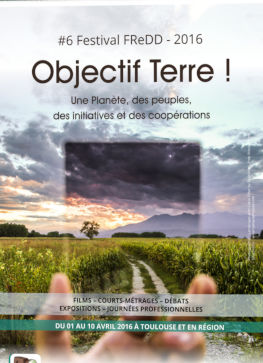 #6 Festival FReDD - 2016
Objectif Terre !
Une Planète, des peuples,
des initiatives et des coopérations
FILMS – COURTS-MÉTRAGES – DÉBATS
EXPOSITIONS – JOURNÉES PROFESSIONNELLES
DU 01 AU 10 AVRIL 2016 À TOULOUSE ET EN RÉGION